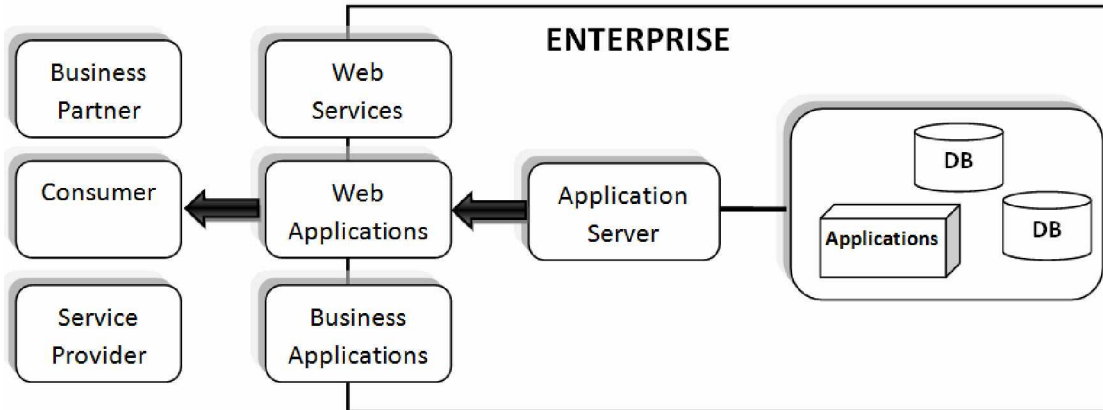 ENTERPRISE
Business
Partner
Web
Services
Consumer
Web
Applications
Application
Server
DB
Applications
DB
Service
Provider
Business
Applications